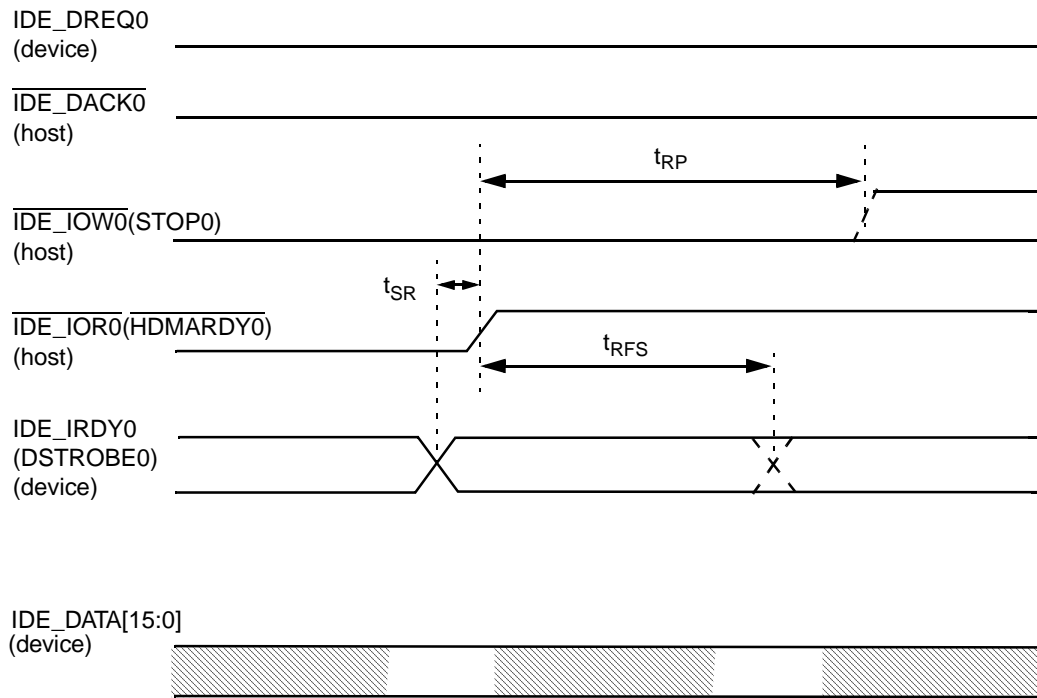 IDE_DREQ0
(device)
IDE_DACK0
(host)
tRP
IDE_IOW0(STOP0)
(host)
tSR
IDE_IOR0(HDMARDY0)
(host)
tRFS
IDE_IRDY0
(DSTROBE0)
(device)
IDE_DATA[15:0]
(device)